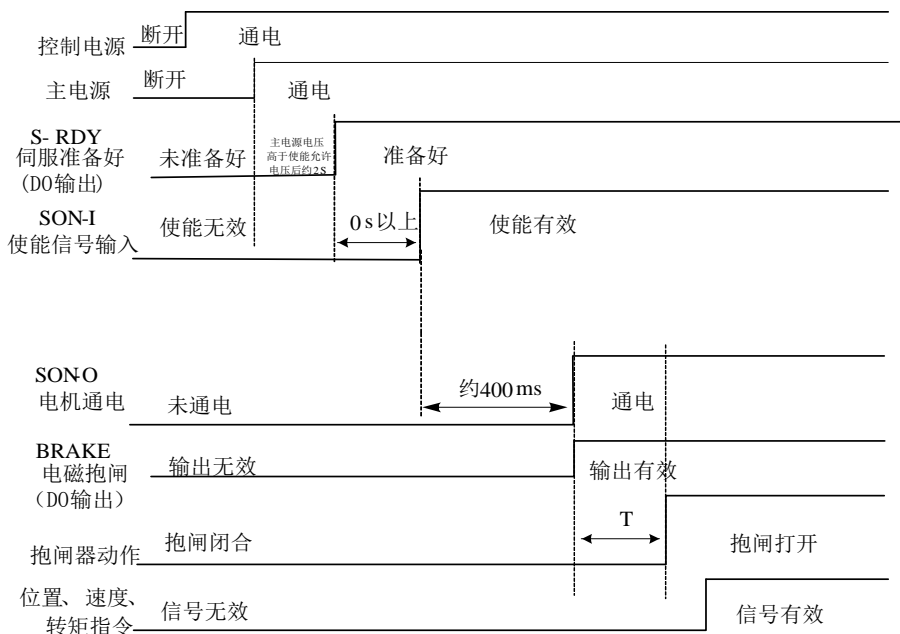 控制电源 断开 通电
主电源 断开 通电
S- RDY
伺服准备好
(DO输出)
未准备好
主电源电压
高于使能允许
电压后约2S
准备好
SON-I
使能信号输入
使能无效
0s以上
使能有效
SON-O
电机通电
未通电
约400ms
通电
BRAKE
电磁抱闸
（DO输出）
输出无效
输出有效
T
抱闸器动作
抱闸闭合
抱闸打开
位置、速度、
转矩指令
信号无效
信号有效